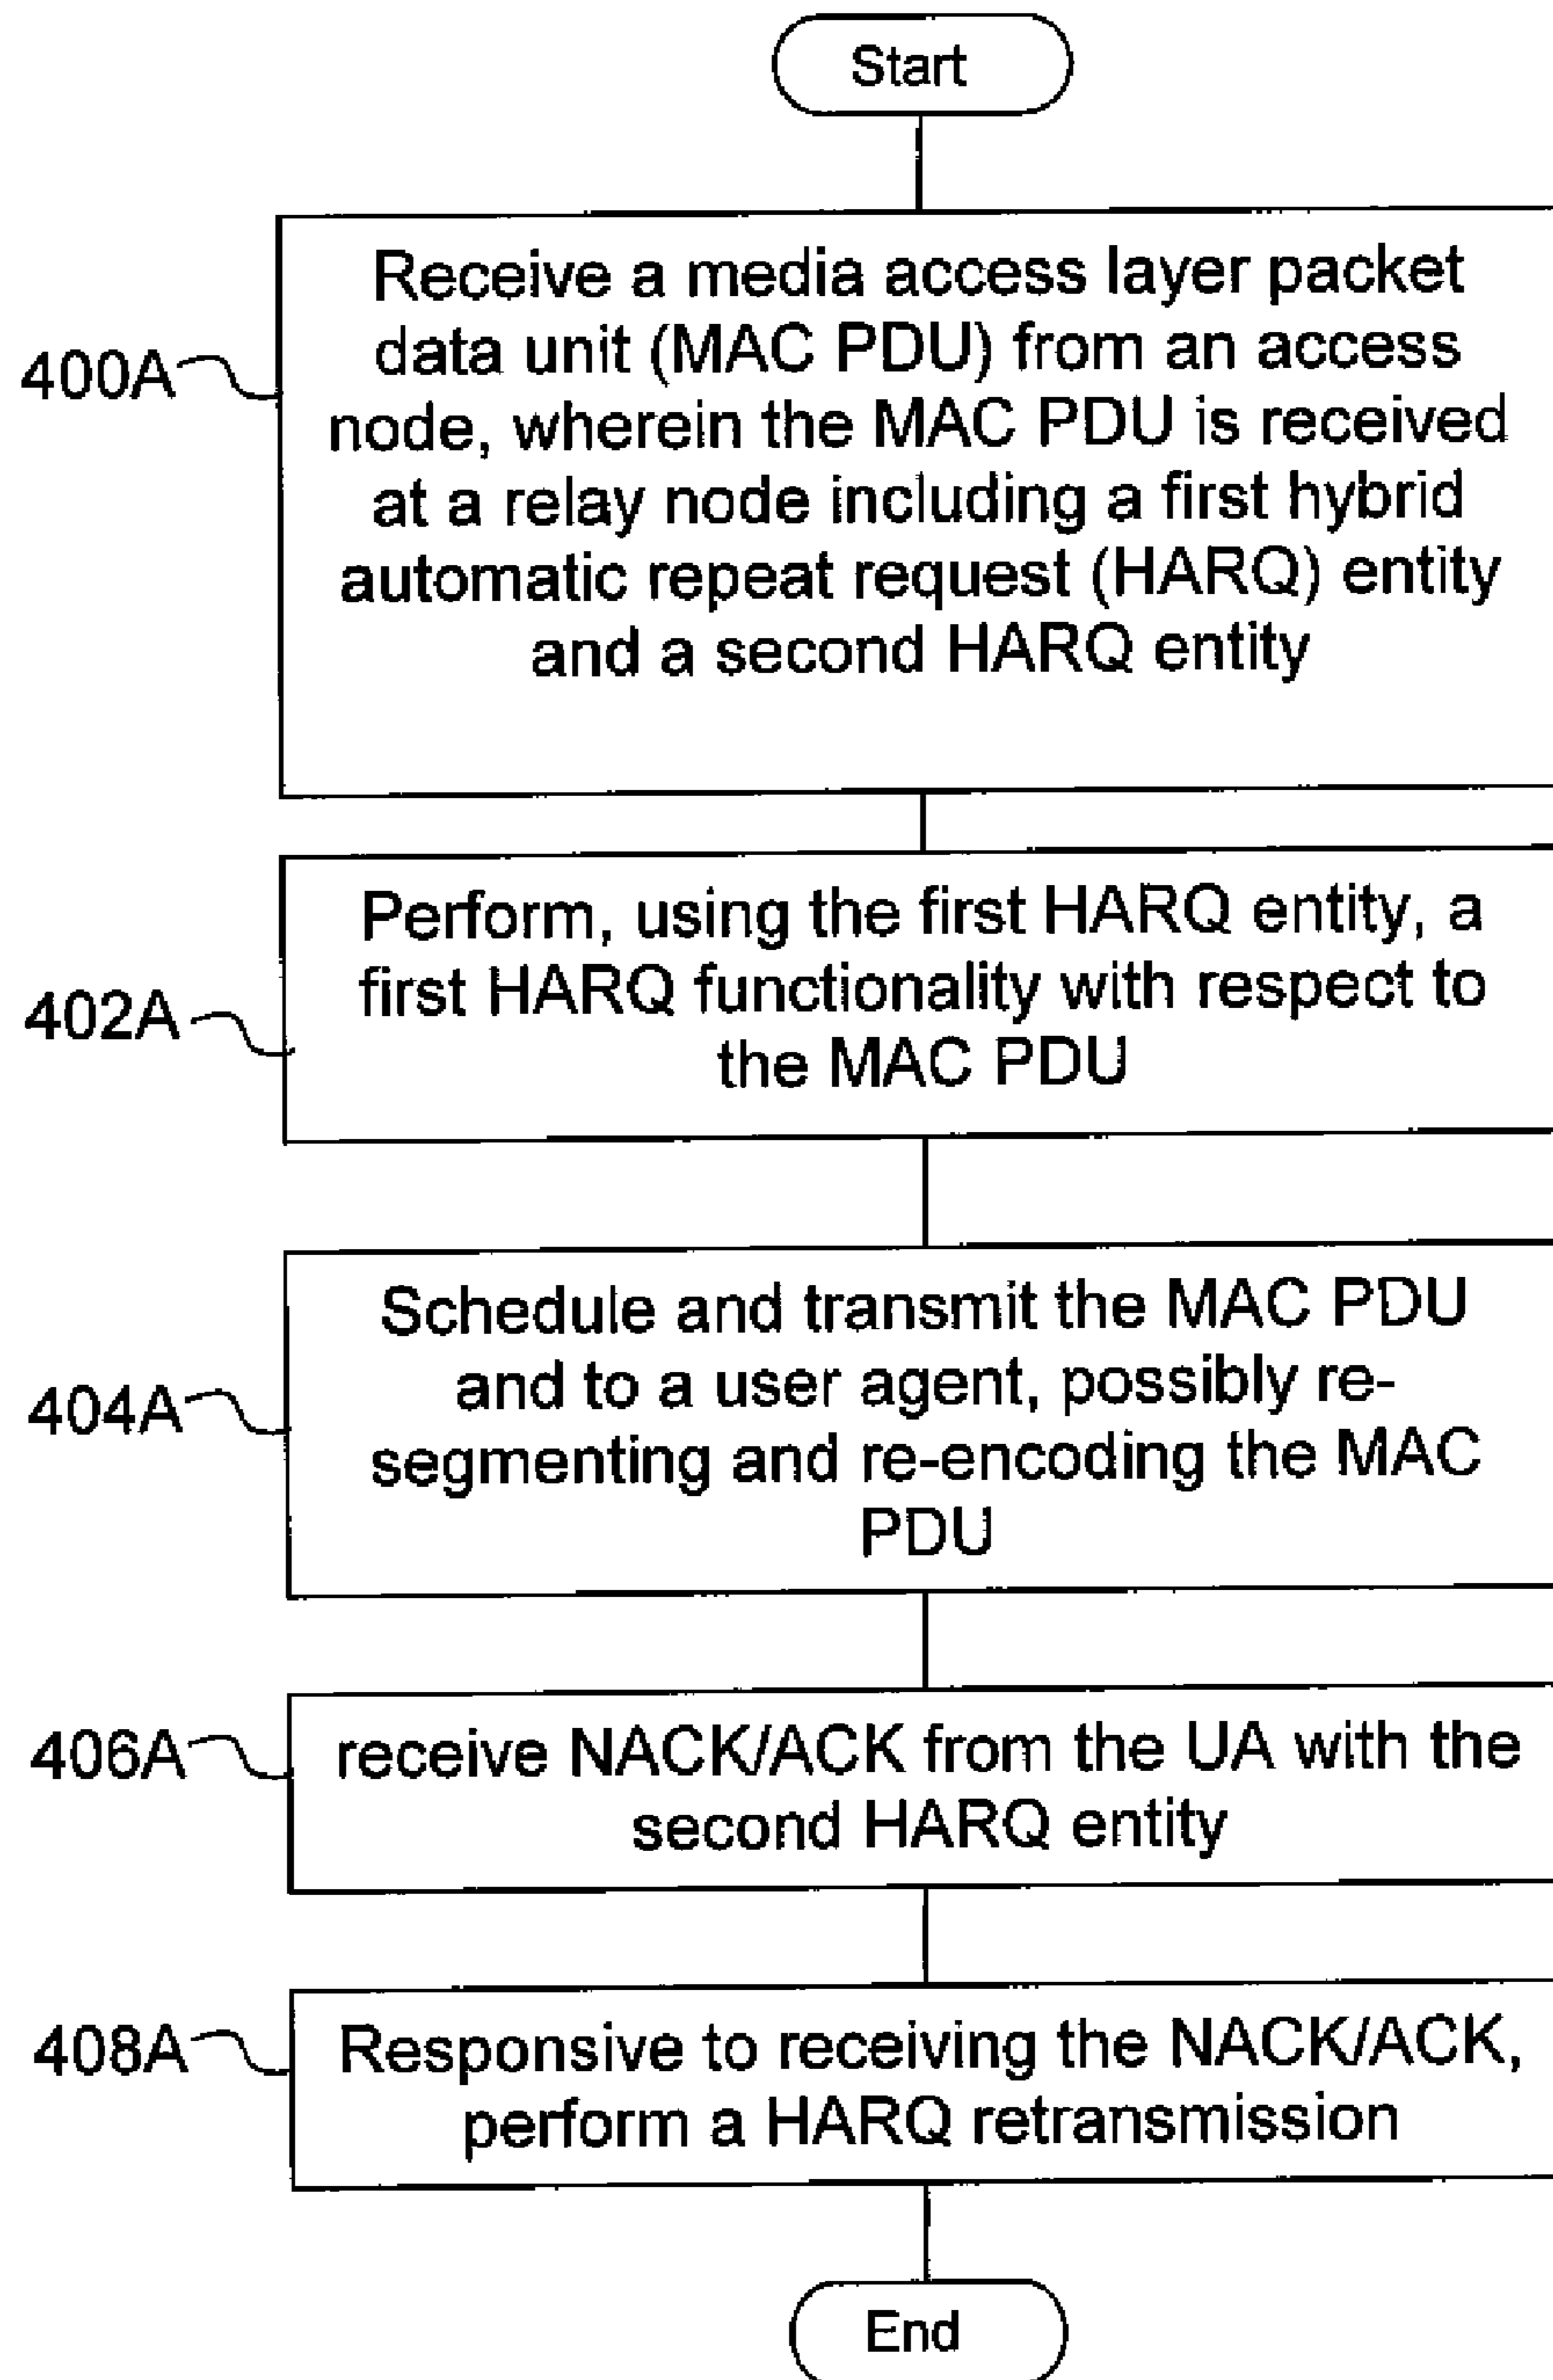 Start
Receive a media access layer packet
data unit (MAC PDU) from an access
node, wherein the MAC PDU is received
at a relay node including a first hybrid
automatic repeat request (HARQ) entity
and a second HARQ entity
400A
Perform, using the first HARQ entity, a
first HARQ functionality with respect to
the MAC PDU
402A
Schedule and transmit the MAC PDU
and to a user agent, possibly re-
segmenting and re-encoding the MAC
PDU
404A
receive NACK/ACK from the UA with the
second HARQ entity
406A
Responsive to receiving the NACK/ACK,
perform a HARQ retransmission
408A
End